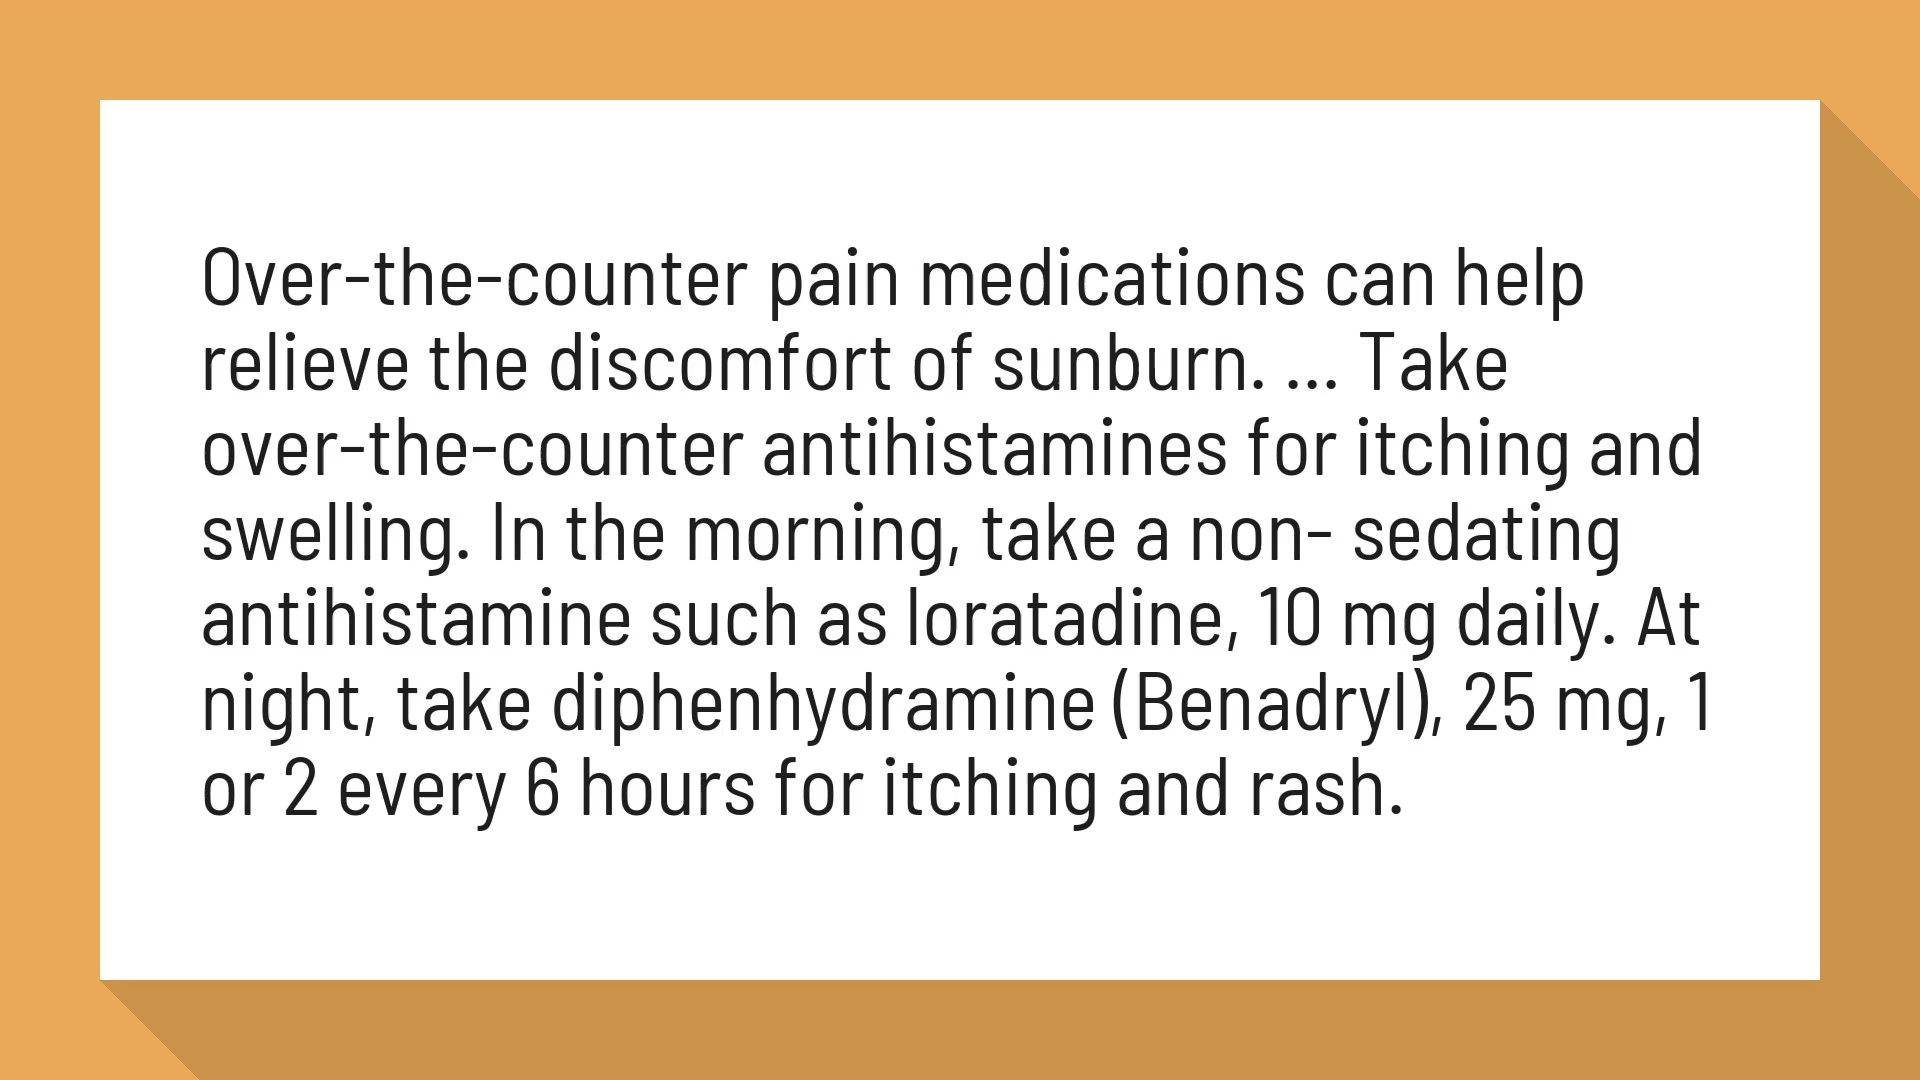 Over-the-counter pain medications can help
relieve the discomfort of sunburn. ... Take
over-the-counter antihistamines for itching and
swelling. In the morning, take a non- sedating
antihistamine such as loratadine, 10 mg daily. At
night, take diphenhydramine (Benadryl), 25 mg, 1
or 2 every 6 hours for itching and rash.